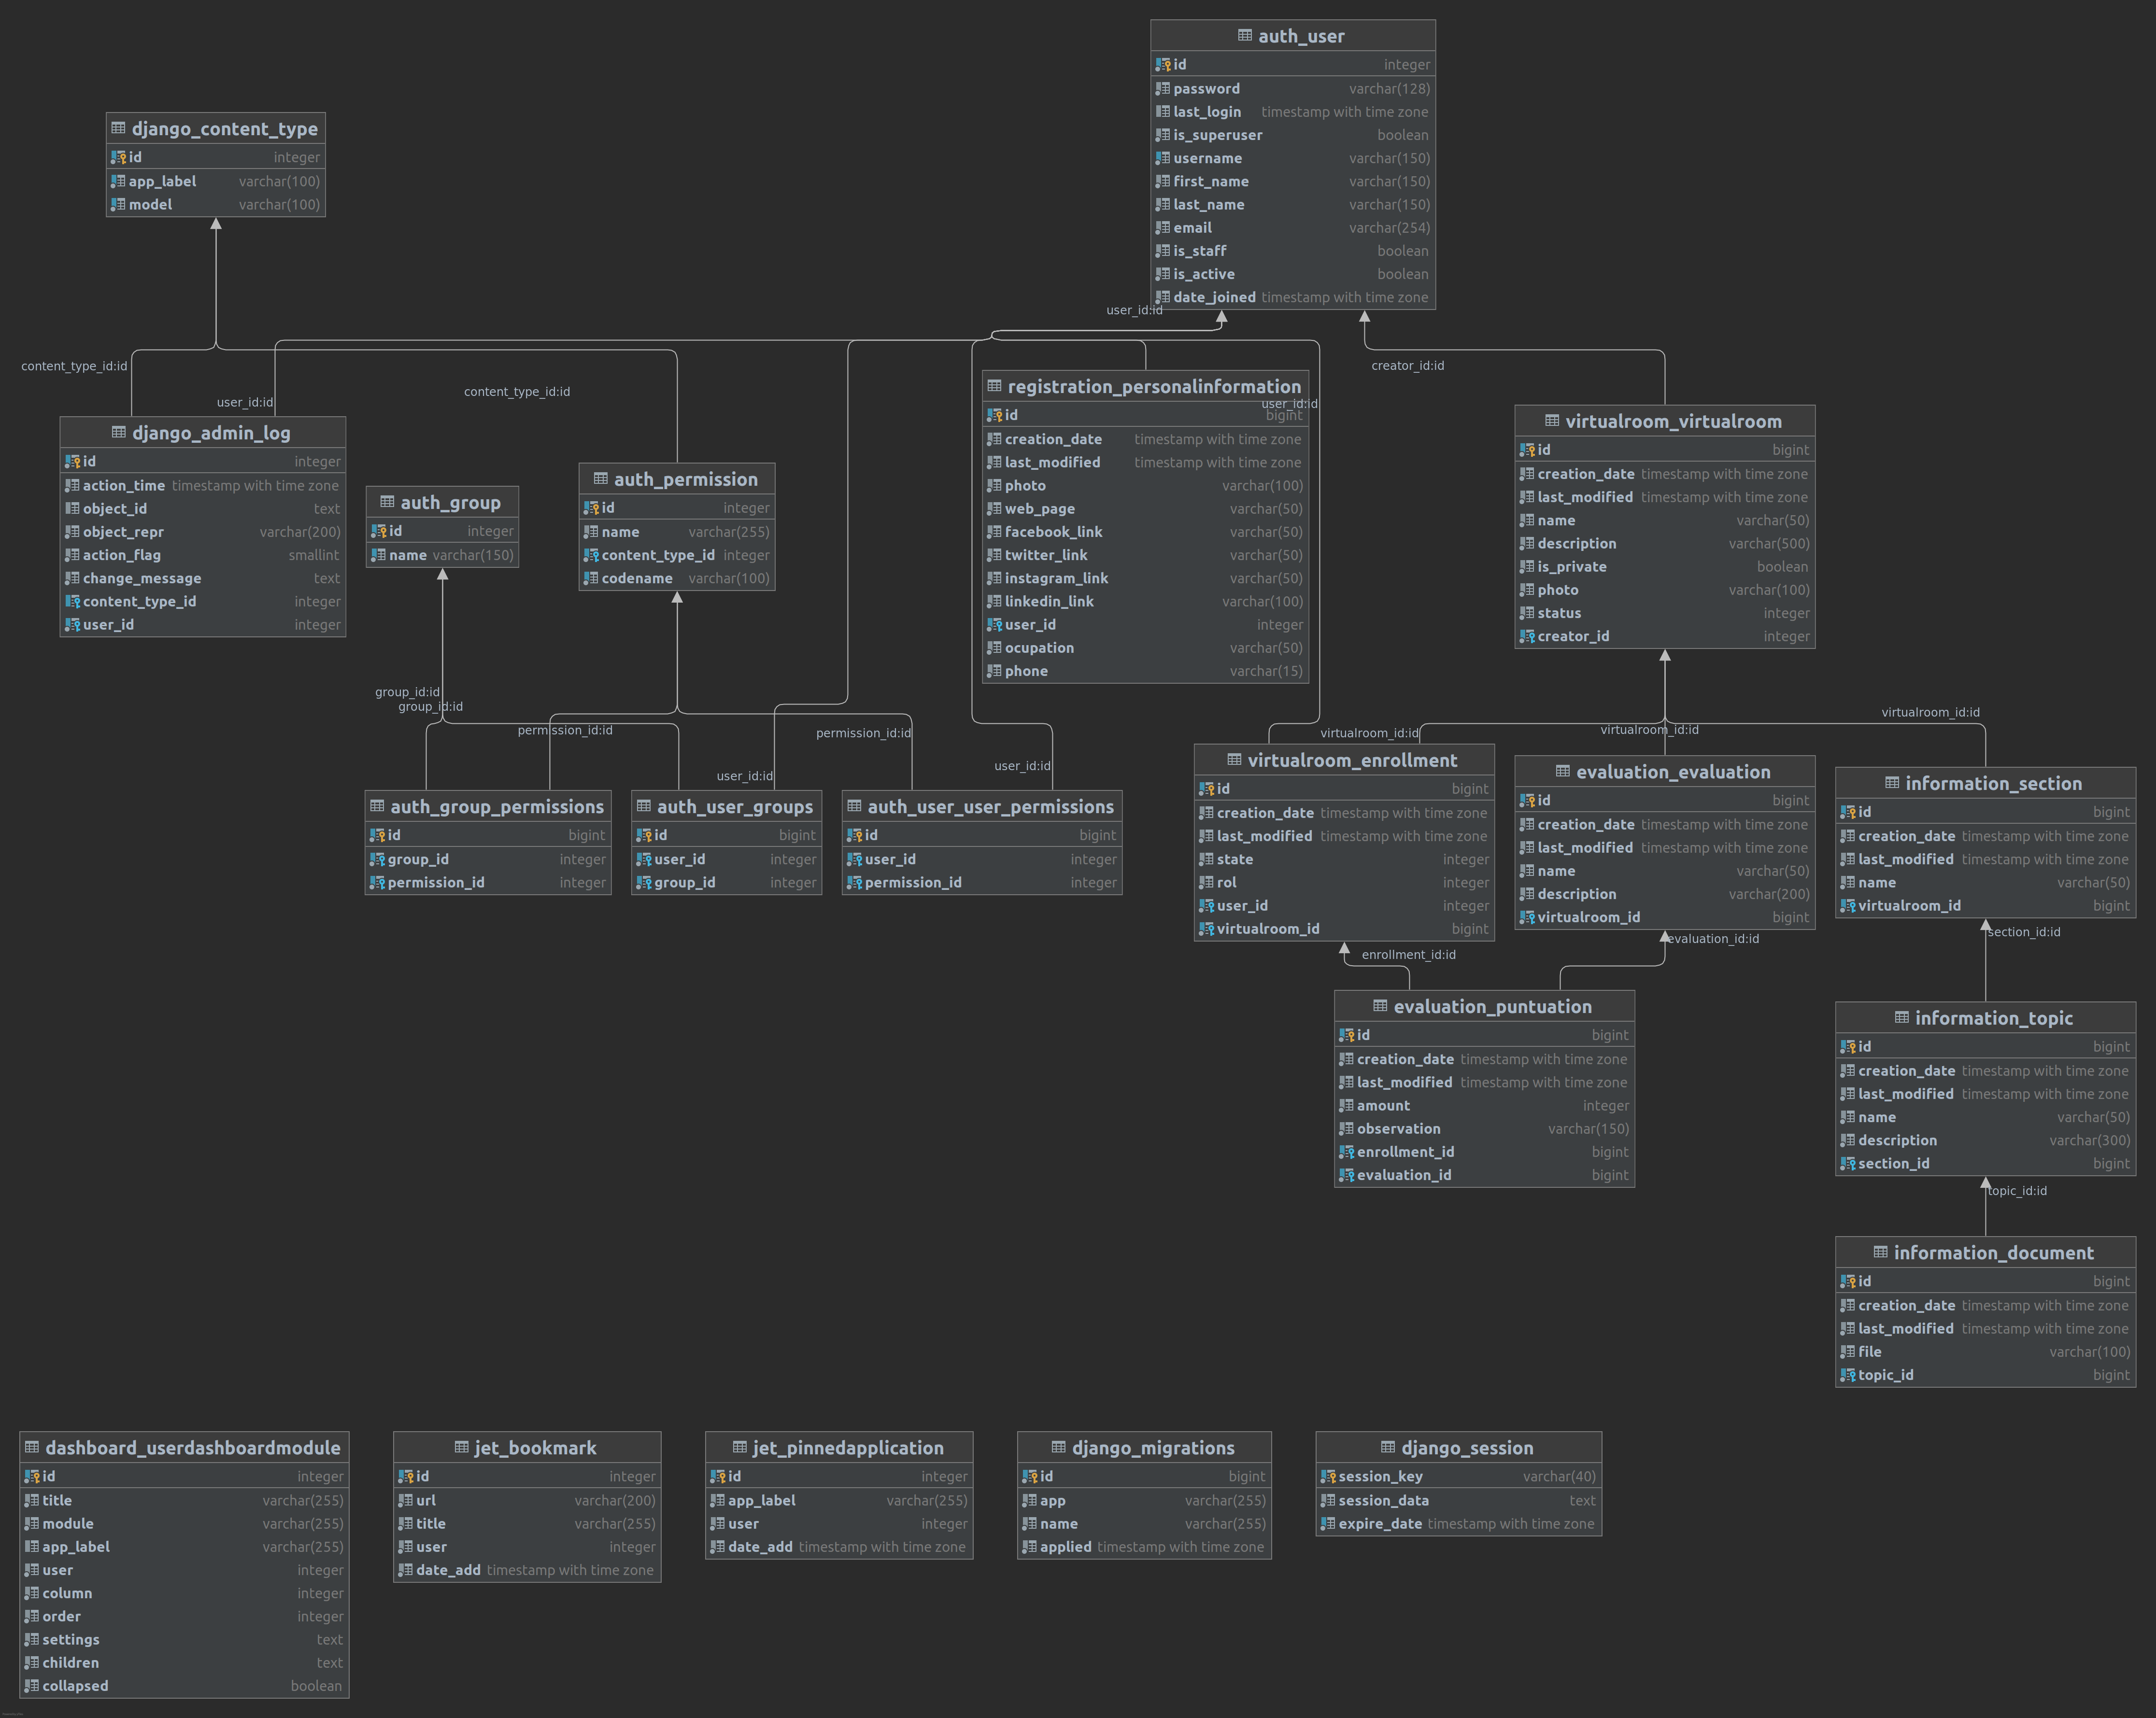 auth_user
id integer
password varchar(128)
last_login timestamp with time zone
is_superuser boolean
username varchar(150)
first_name varchar(150)
last_name varchar(150)
email varchar(254)
is_staff boolean
is_active boolean
date_joined timestamp with time zone
django_content_type
id integer
app_label varchar(100)
model varchar(100)
user_id:id
content_type_id:id
user_id:id
content_type_id:id
creator_id:id
django_admin_log
id integer
action_time timestamp with time zone
object_id text
object_repr varchar(200)
action_flag smallint
change_message text
content_type_id integer
user_id integer
auth_group
id integer
name varchar(150)
auth_permission
id integer
name varchar(255)
content_type_id integer
codename varchar(100)
registration_personalinformation
user_id:id
id bigint
creation_date timestamp with time zone
last_modified timestamp with time zone
photo varchar(100)
web_page varchar(50)
facebook_link varchar(50)
twitter_link varchar(50)
instagram_link varchar(50)
linkedin_link varchar(100)
user_id integer
ocupation varchar(50)
phone varchar(15)
virtualroom_virtualroom
id bigint
creation_date timestamp with time zone
last_modified timestamp with time zone
name varchar(50)
description varchar(500)
is_private boolean
photo varchar(100)
status integer
creator_id integer
group_id:id
group_id:id
permission_id:id
permission_id:id
user_id:id
user_id:id
virtualroom_id:id
virtualroom_id:id
virtualroom_id:id
auth_group_permissions
id bigint
group_id integer
permission_id integer
auth_user_groups
id bigint
user_id integer
group_id integer
auth_user_user_permissions
id bigint
user_id integer
permission_id integer
virtualroom_enrollment
id bigint
creation_date timestamp with time zone
last_modified timestamp with time zone
state integer
rol integer
user_id integer
virtualroom_id bigint
evaluation_evaluation
id bigint
creation_date timestamp with time zone
last_modified timestamp with time zone
name varchar(50)
description varchar(200)
virtualroom_id bigint
information_section
id bigint
creation_date timestamp with time zone
last_modified timestamp with time zone
name varchar(50)
virtualroom_id bigint
enrollment_id:id
evaluation_id:id
section_id:id
evaluation_puntuation
id bigint
creation_date timestamp with time zone
last_modified timestamp with time zone
amount integer
observation varchar(150)
enrollment_id bigint
evaluation_id bigint
information_topic
id bigint
creation_date timestamp with time zone
last_modified timestamp with time zone
name varchar(50)
description varchar(300)
section_id bigint
topic_id:id
information_document
id bigint
creation_date timestamp with time zone
last_modified timestamp with time zone
file varchar(100)
topic_id bigint
dashboard_userdashboardmodule
id integer
title varchar(255)
module varchar(255)
app_label varchar(255)
user integer
column integer
order integer
settings text
children text
collapsed boolean
jet_bookmark
id integer
url varchar(200)
title varchar(255)
user integer
date_add timestamp with time zone
jet_pinnedapplication
id integer
app_label varchar(255)
user integer
date_add timestamp with time zone
django_migrations
id bigint
app varchar(255)
name varchar(255)
applied timestamp with time zone
django_session
session_key varchar(40)
session_data text
expire_date timestamp with time zone